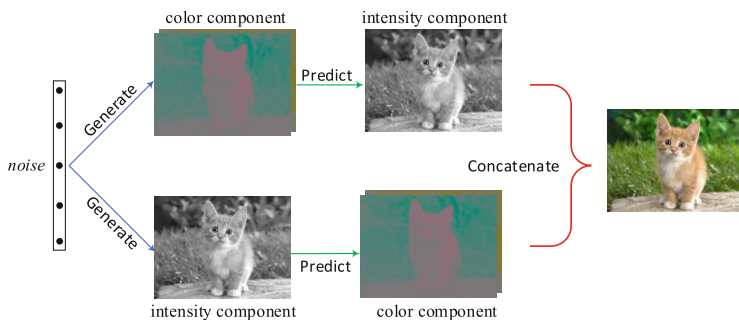 color component
intensity component
Generate
Predict
noise
Concatenate
Generate
Predict
intensity component
color component